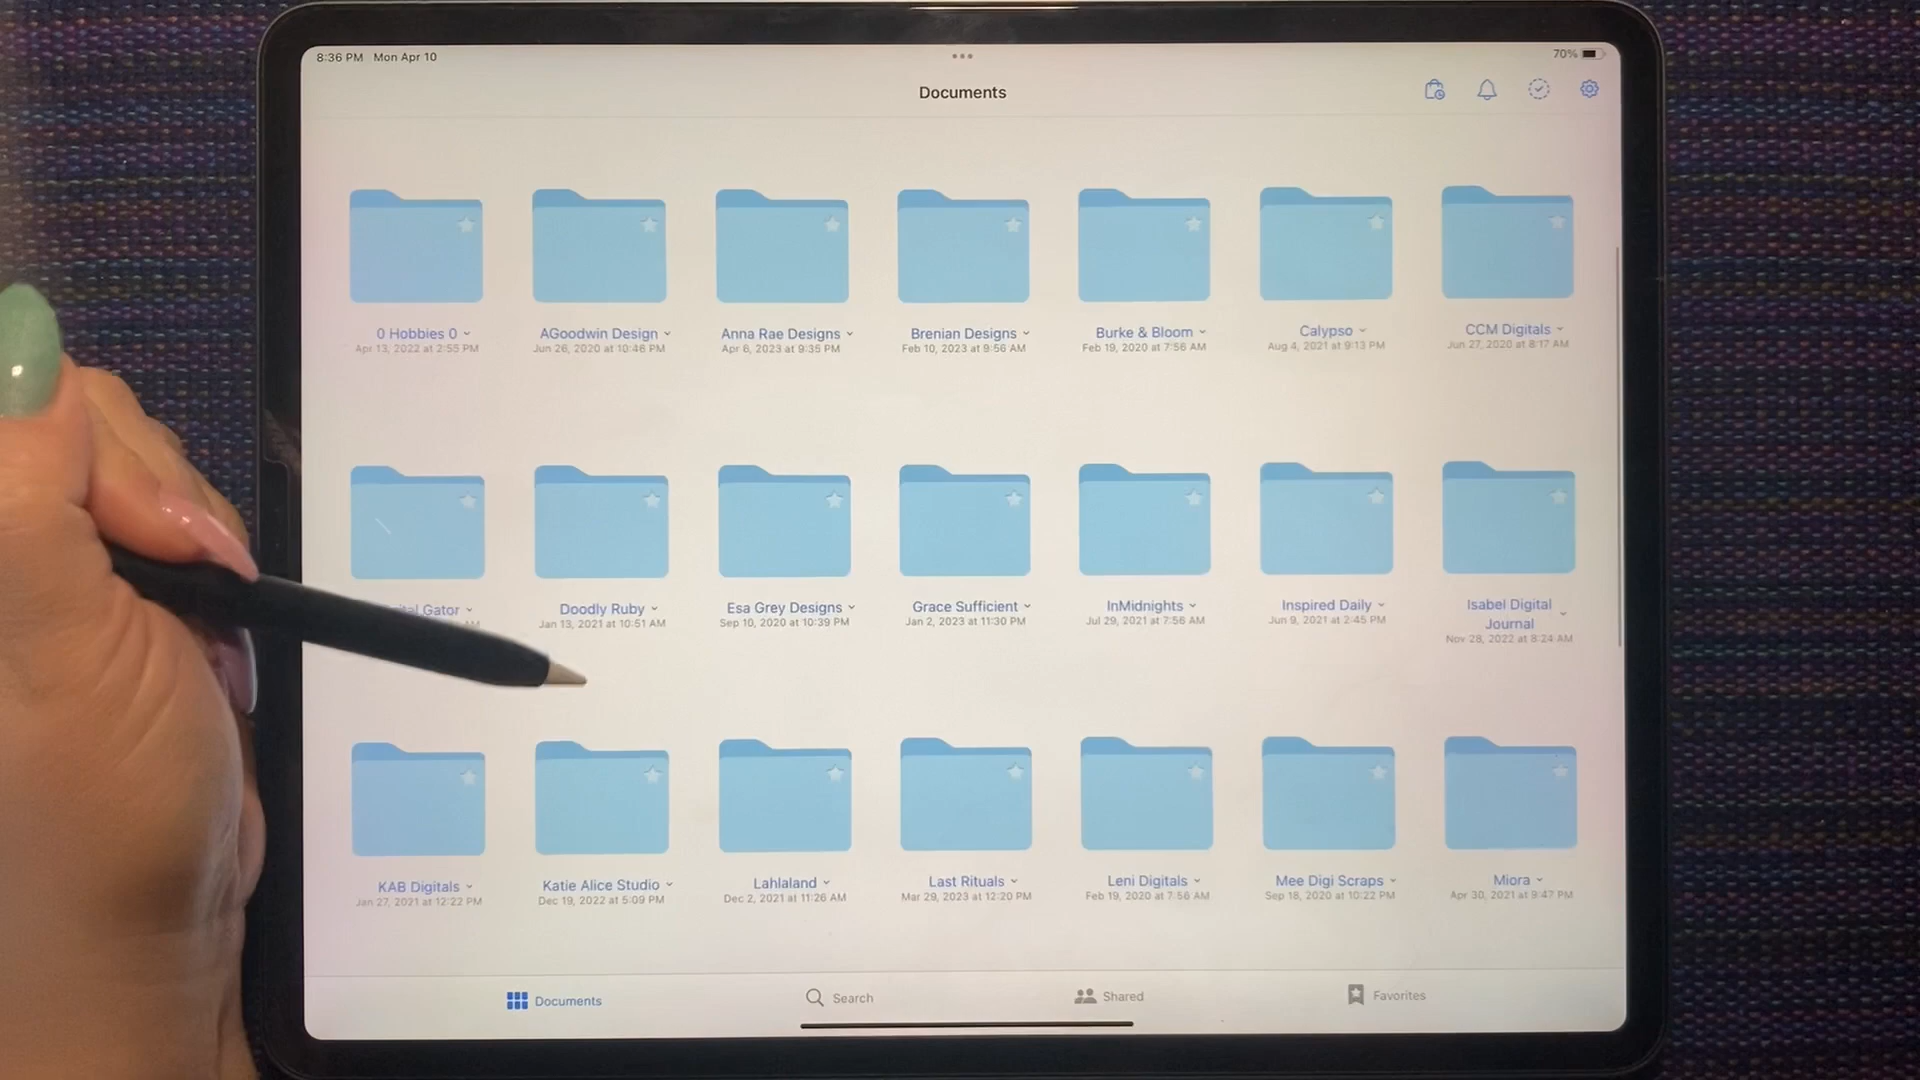 8:36 PM Mon Apr 10
70%
Documents
0 Hobbies 0
Apr 13, 2022 at 2:55 PM
AGoodwin Design
Jun 26, 2020 at 10:46 PM
Anna Rae Designs
Apr 6, 2023 at 9:35 PM
Brenian Designs
Feb 10, 2023 at 9:56 AM
Burke & Bloom
Feb 19, 2020 at 7:56 AM
Calypso
Aug 4, 2021 at 9:13 PM
CCM Digitals
Jun 27, 2020 at 8:17 AM
Gator
AM
Doodly Ruby
Jan 13, 2021 at 10:51 AM
Esa Grey Designs
Sep 10, 2020 at 10:39 PM
Grace Sufficient
Jan 2, 2023 at 11:30 PM
InMidnights
Jul 29, 2021 at 7:56 AM
Inspired Daily
Jun 9, 2021 at 2:45 PM
Isabel Digital
Journal
Nov 28, 2022 at 8:24 AM
KAB Digitals
Jan 27, 2021 at 12:22 PM
Katie Alice Studio
Dec 19, 2022 at 5:09 PM
Lahlaland
Dec 2, 2021 at 11:26 AM
Last Rituals
Mar 29, 2023 at 12:20 PM
Leni Digitals
Feb 19, 2020 at 7:56 AM
Mee Digi Scraps
Sep 18, 2020 at 10:22 PM
Miora
Apr 30, 2021 at 9:47 PM
Documents
Search
Shared
Favorites